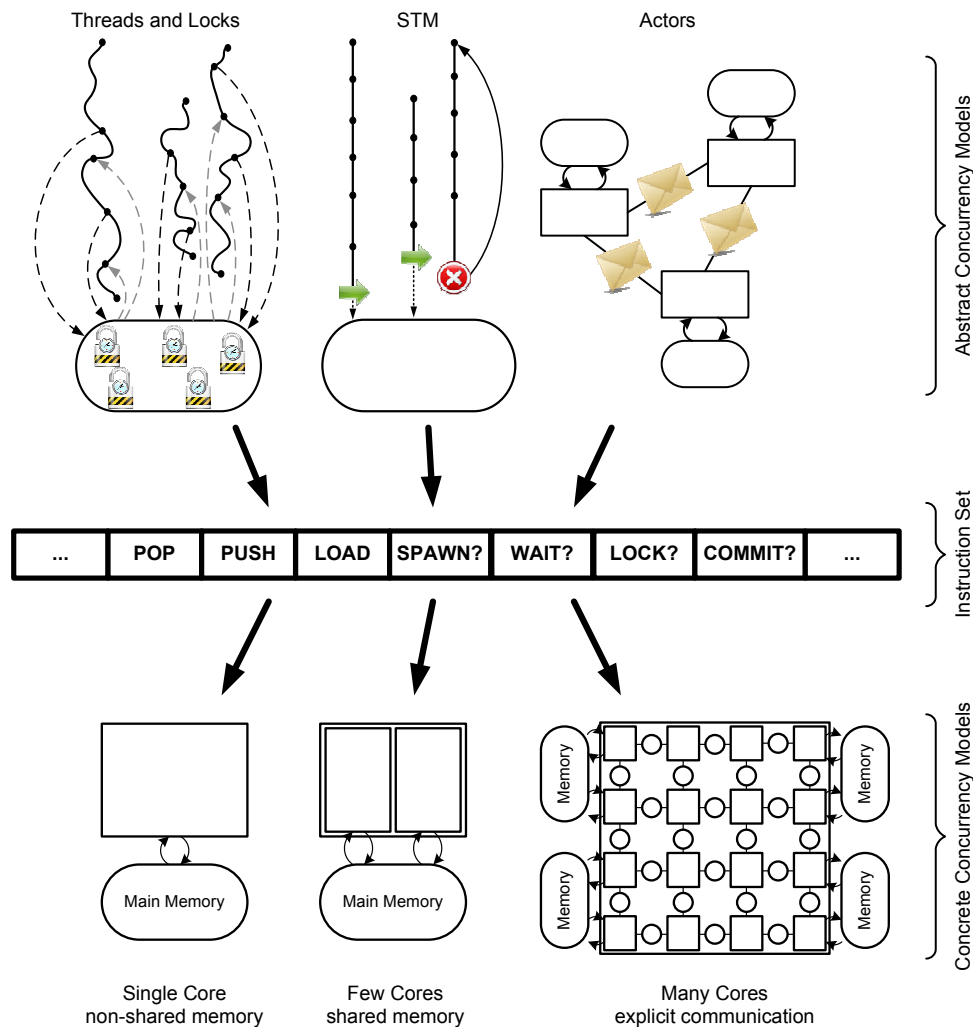 Threads and Locks
STM
Actors
Abstract Concurrency Models
...
POP
PUSH
LOAD
SPAWN?
WAIT?
LOCK?
COMMIT?
...
Instruction Set
Main Memory
Main Memory
Memory
Memory
Memory
Memory
Concrete Concurrency Models
Single Core
non-shared memory
Few Cores
shared memory
Many Cores
explicit communication